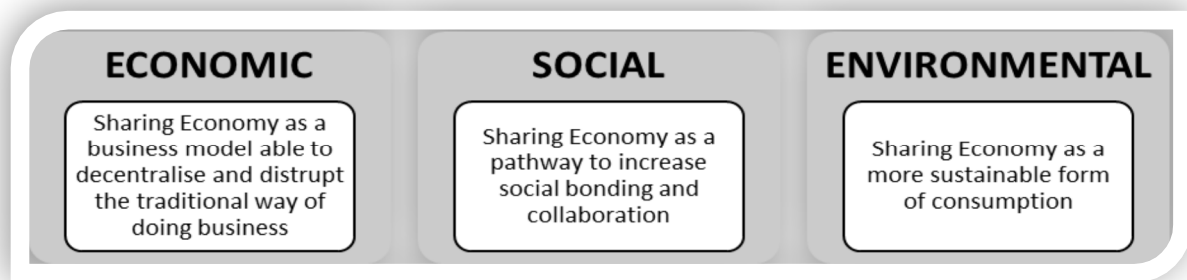 ECONOMIC
Sharing Economy as a
business model able to
decentralise and distrupt
the traditional way of
doing business
SOCIAL
Sharing Economy as a
pathway to increase
social bonding and
collaboration
ENVIRONMENTAL
Sharing Economy as a
more sustainable form
of consumption